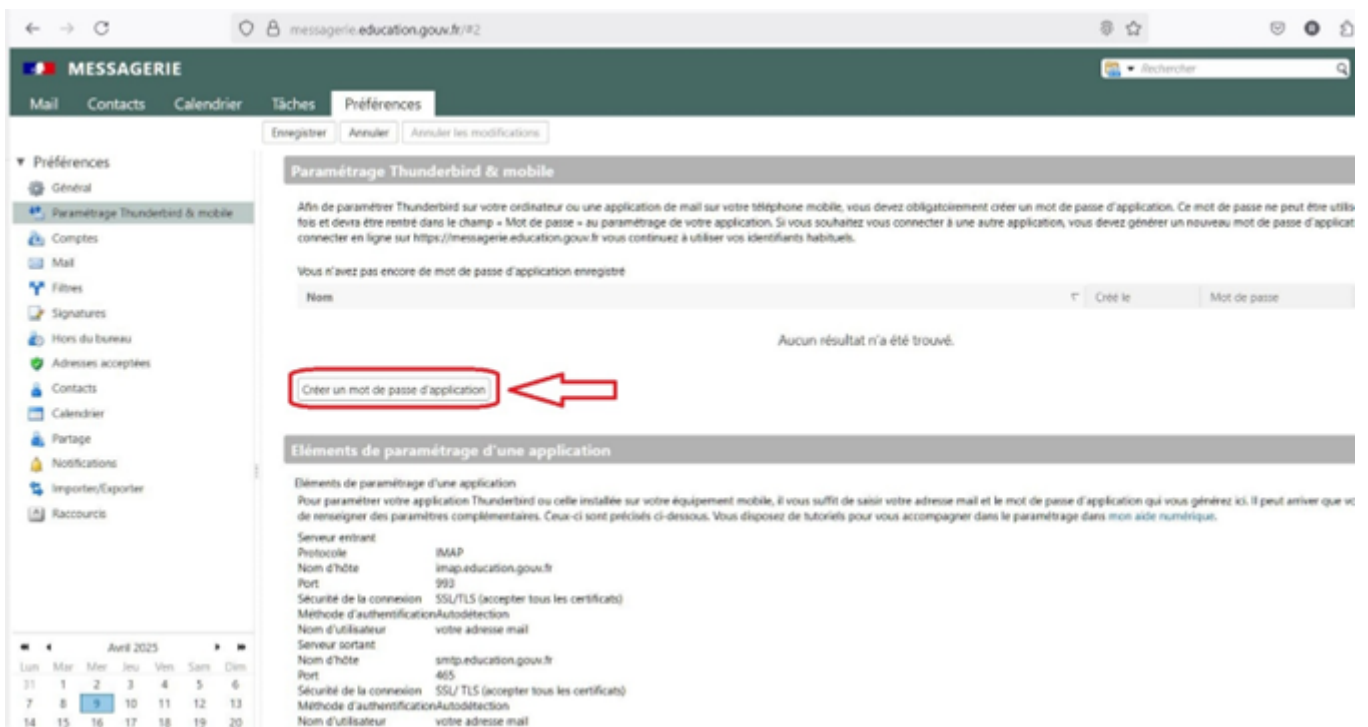 messagerie.education.gouv.fr/#2
MESSAGERIE
Rechercher
Mail Contacts Calendrier Tâches Préférences
Enregistrer Annuler Annuler les modifications
Préférences
Général
Paramétrage Thunderbird & mobile
Comptes
Mail
Filtres
Signatures
Hors du bureau
Adresses acceptées
Contacts
Calendrier
Partage
Notifications
Importer/Exporter
Raccourcis
Avril 2025
Lun Mar Mer Jeu Ven Sam Dim
31 1 2 3 4 5 6
7 8 9 10 11 12 13
14 15 16 17 18 19 20
Paramétrage Thunderbird & mobile
Afin de paramétrer Thunderbird sur votre ordinateur ou une application de mail sur votre téléphone mobile, vous devez obligatoirement créer un mot de passe d'application. Ce mot de passe ne peut être utilis
fois et devra être rentré dans le champ « Mot de passe » au paramétrage de votre application. Si vous souhaitez vous connecter à une autre application, vous devez générer un nouveau mot de passe d'applicat
connecter en ligne sur https://messagerie.education.gouv.fr vous continuez à utiliser vos identifiants habituels.
Vous n'avez pas encore de mot de passe d'application enregistré
Nom Créé le Mot de passe
Aucun résultat n'a été trouvé.
Créer un mot de passe d'application
Eléments de paramétrage d'une application
Eléments de paramétrage d'une application
Pour paramétrer votre application Thunderbird ou celle installée sur votre équipement mobile, il vous suffit de saisir votre adresse mail et le mot de passe d'application qui vous générez ici. Il peut arriver que vo
de renseigner des paramètres complémentaires. Ceux-ci sont précisés ci-dessous. Vous disposez de tutoriels pour vous accompagner dans le paramétrage dans mon aide numérique.
Serveur entrant
Protocole IMAP
Nom d'hôte imap.education.gouv.fr
Port 993
Sécurité de la connexion SSL/TLS (accepter tous les certificats)
Méthode d'authentificationAutodétection
Nom d'utilisateur votre adresse mail
Serveur sortant
Nom d'hôte smtp.education.gouv.fr
Port 465
Sécurité de la connexion SSL/ TLS (accepter tous les certificats)
Méthode d'authentificationAutodétection
Nom d'utilisateur votre adresse mail